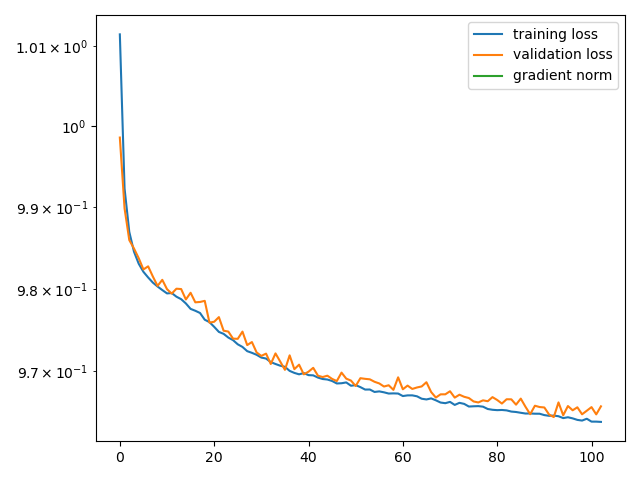 1.01 × 10⁰
10⁰
9.9 × 10⁻¹
9.8 × 10⁻¹
9.7 × 10⁻¹
0 20 40 60 80 100
training loss
validation loss
gradient norm